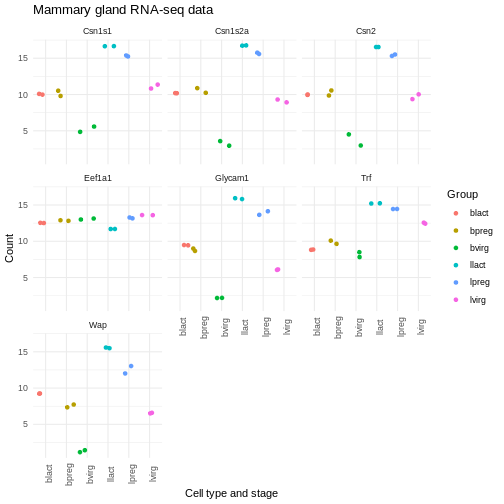 Mammary gland RNA-seq data
Csn1s1 Csn1s2a Csn2
15
10
5
Eef1a1 Glycam1 Trf
15
10
5
Count
Group
blact
bpreg
bvirg
llact
lpreg
lvirg
blact bpreg bvirg llact lpreg lvirg blact bpreg bvirg llact lpreg lvirg
Wap
15
10
5
blact bpreg bvirg llact lpreg lvirg
Cell type and stage